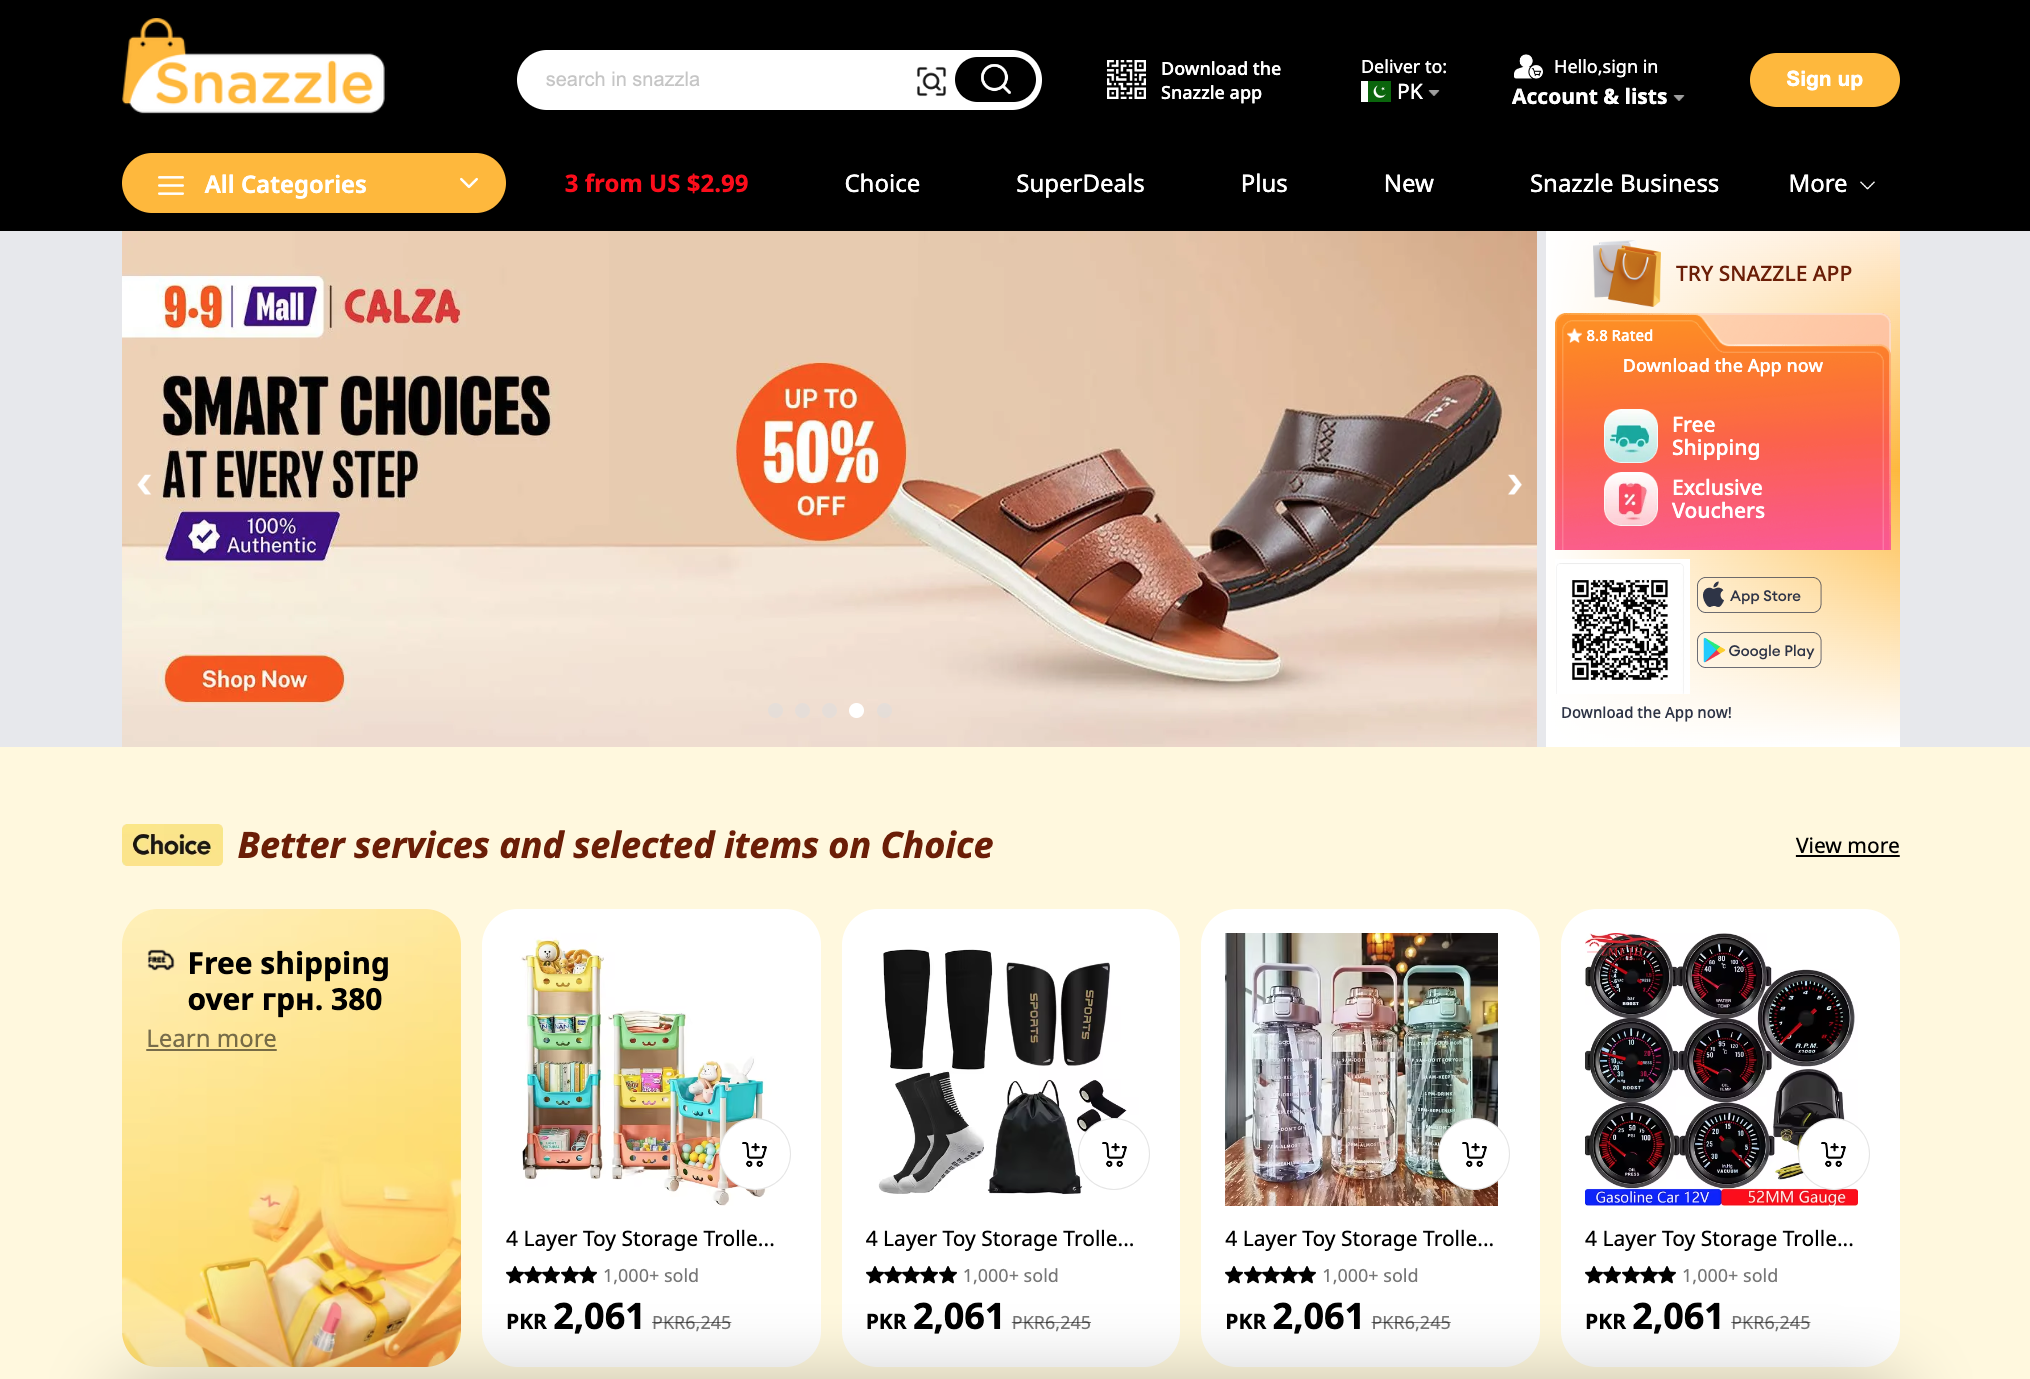 Snazzle
search in snazzla
Download the
Snazzle app
Deliver to:
PK
Hello,sign in
Account & lists
Sign up
All Categories
3 from US $2.99
Choice
SuperDeals
Plus
New
Snazzle Business
More
9.9 Mall CALZA
SMART CHOICES
AT EVERY STEP
100%
Authentic
UP TO
50%
OFF
Shop Now
TRY SNAZZLE APP
8.8 Rated
Download the App now
Free
Shipping
Exclusive
Vouchers
App Store
Google Play
Download the App now!
Choice
Better services and selected items on Choice
View more
FREE
Free shipping
over грн. 380
Learn more
4 Layer Toy Storage Trolle...
1,000+ sold
PKR 2,061 PKR6,245
SPORTS
SPORTS
4 Layer Toy Storage Trolle...
1,000+ sold
PKR 2,061 PKR6,245
4 Layer Toy Storage Trolle...
1,000+ sold
PKR 2,061 PKR6,245
Gasoline Car 12V
52MM Gauge
4 Layer Toy Storage Trolle...
1,000+ sold
PKR 2,061 PKR6,245